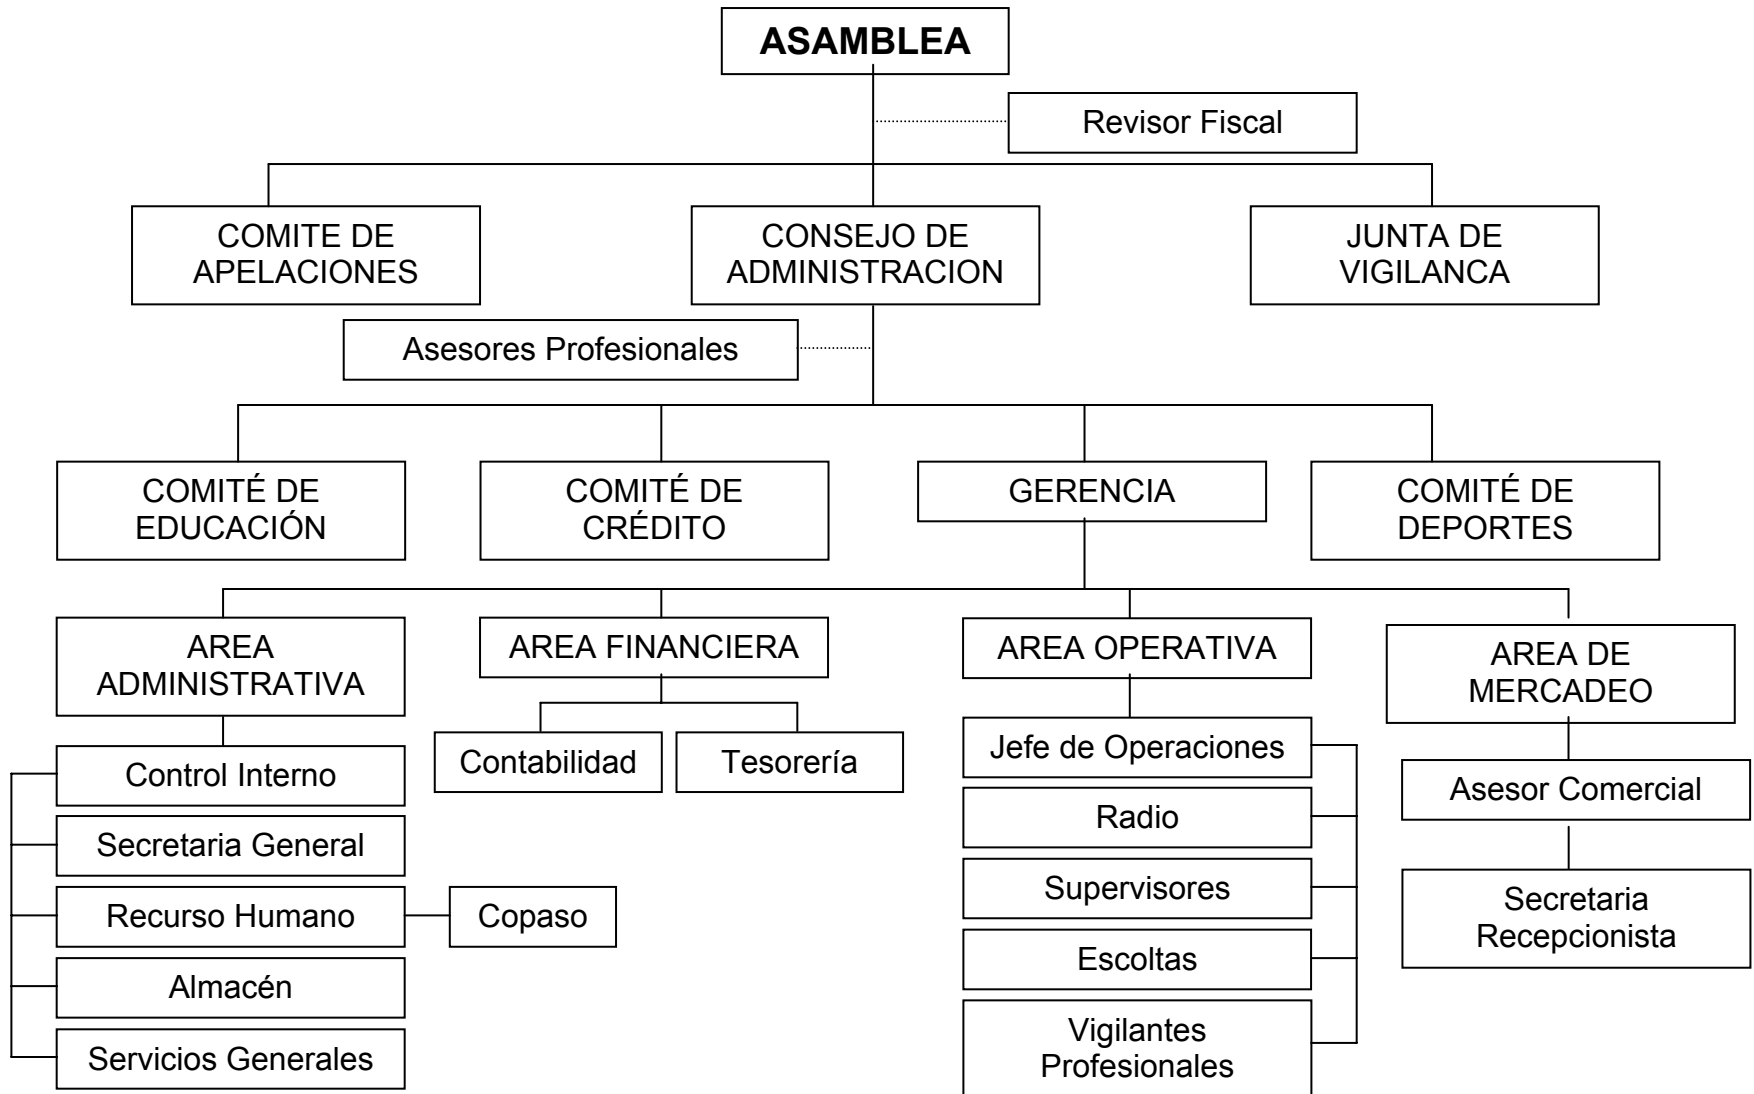 ASAMBLEA
Revisor Fiscal
COMITE DE
APELACIONES
CONSEJO DE
ADMINISTRACION
JUNTA DE
VIGILANCA
Asesores Profesionales
COMITÉ DE
EDUCACIÓN
COMITÉ DE
CRÉDITO
GERENCIA
COMITÉ DE
DEPORTES
AREA
ADMINISTRATIVA
AREA FINANCIERA
AREA OPERATIVA
AREA DE
MERCADEO
Control Interno
Secretaria General
Recurso Humano
Copaso
Almacén
Servicios Generales
Contabilidad
Tesorería
Jefe de Operaciones
Radio
Supervisores
Escoltas
Vigilantes
Profesionales
Asesor Comercial
Secretaria
Recepcionista